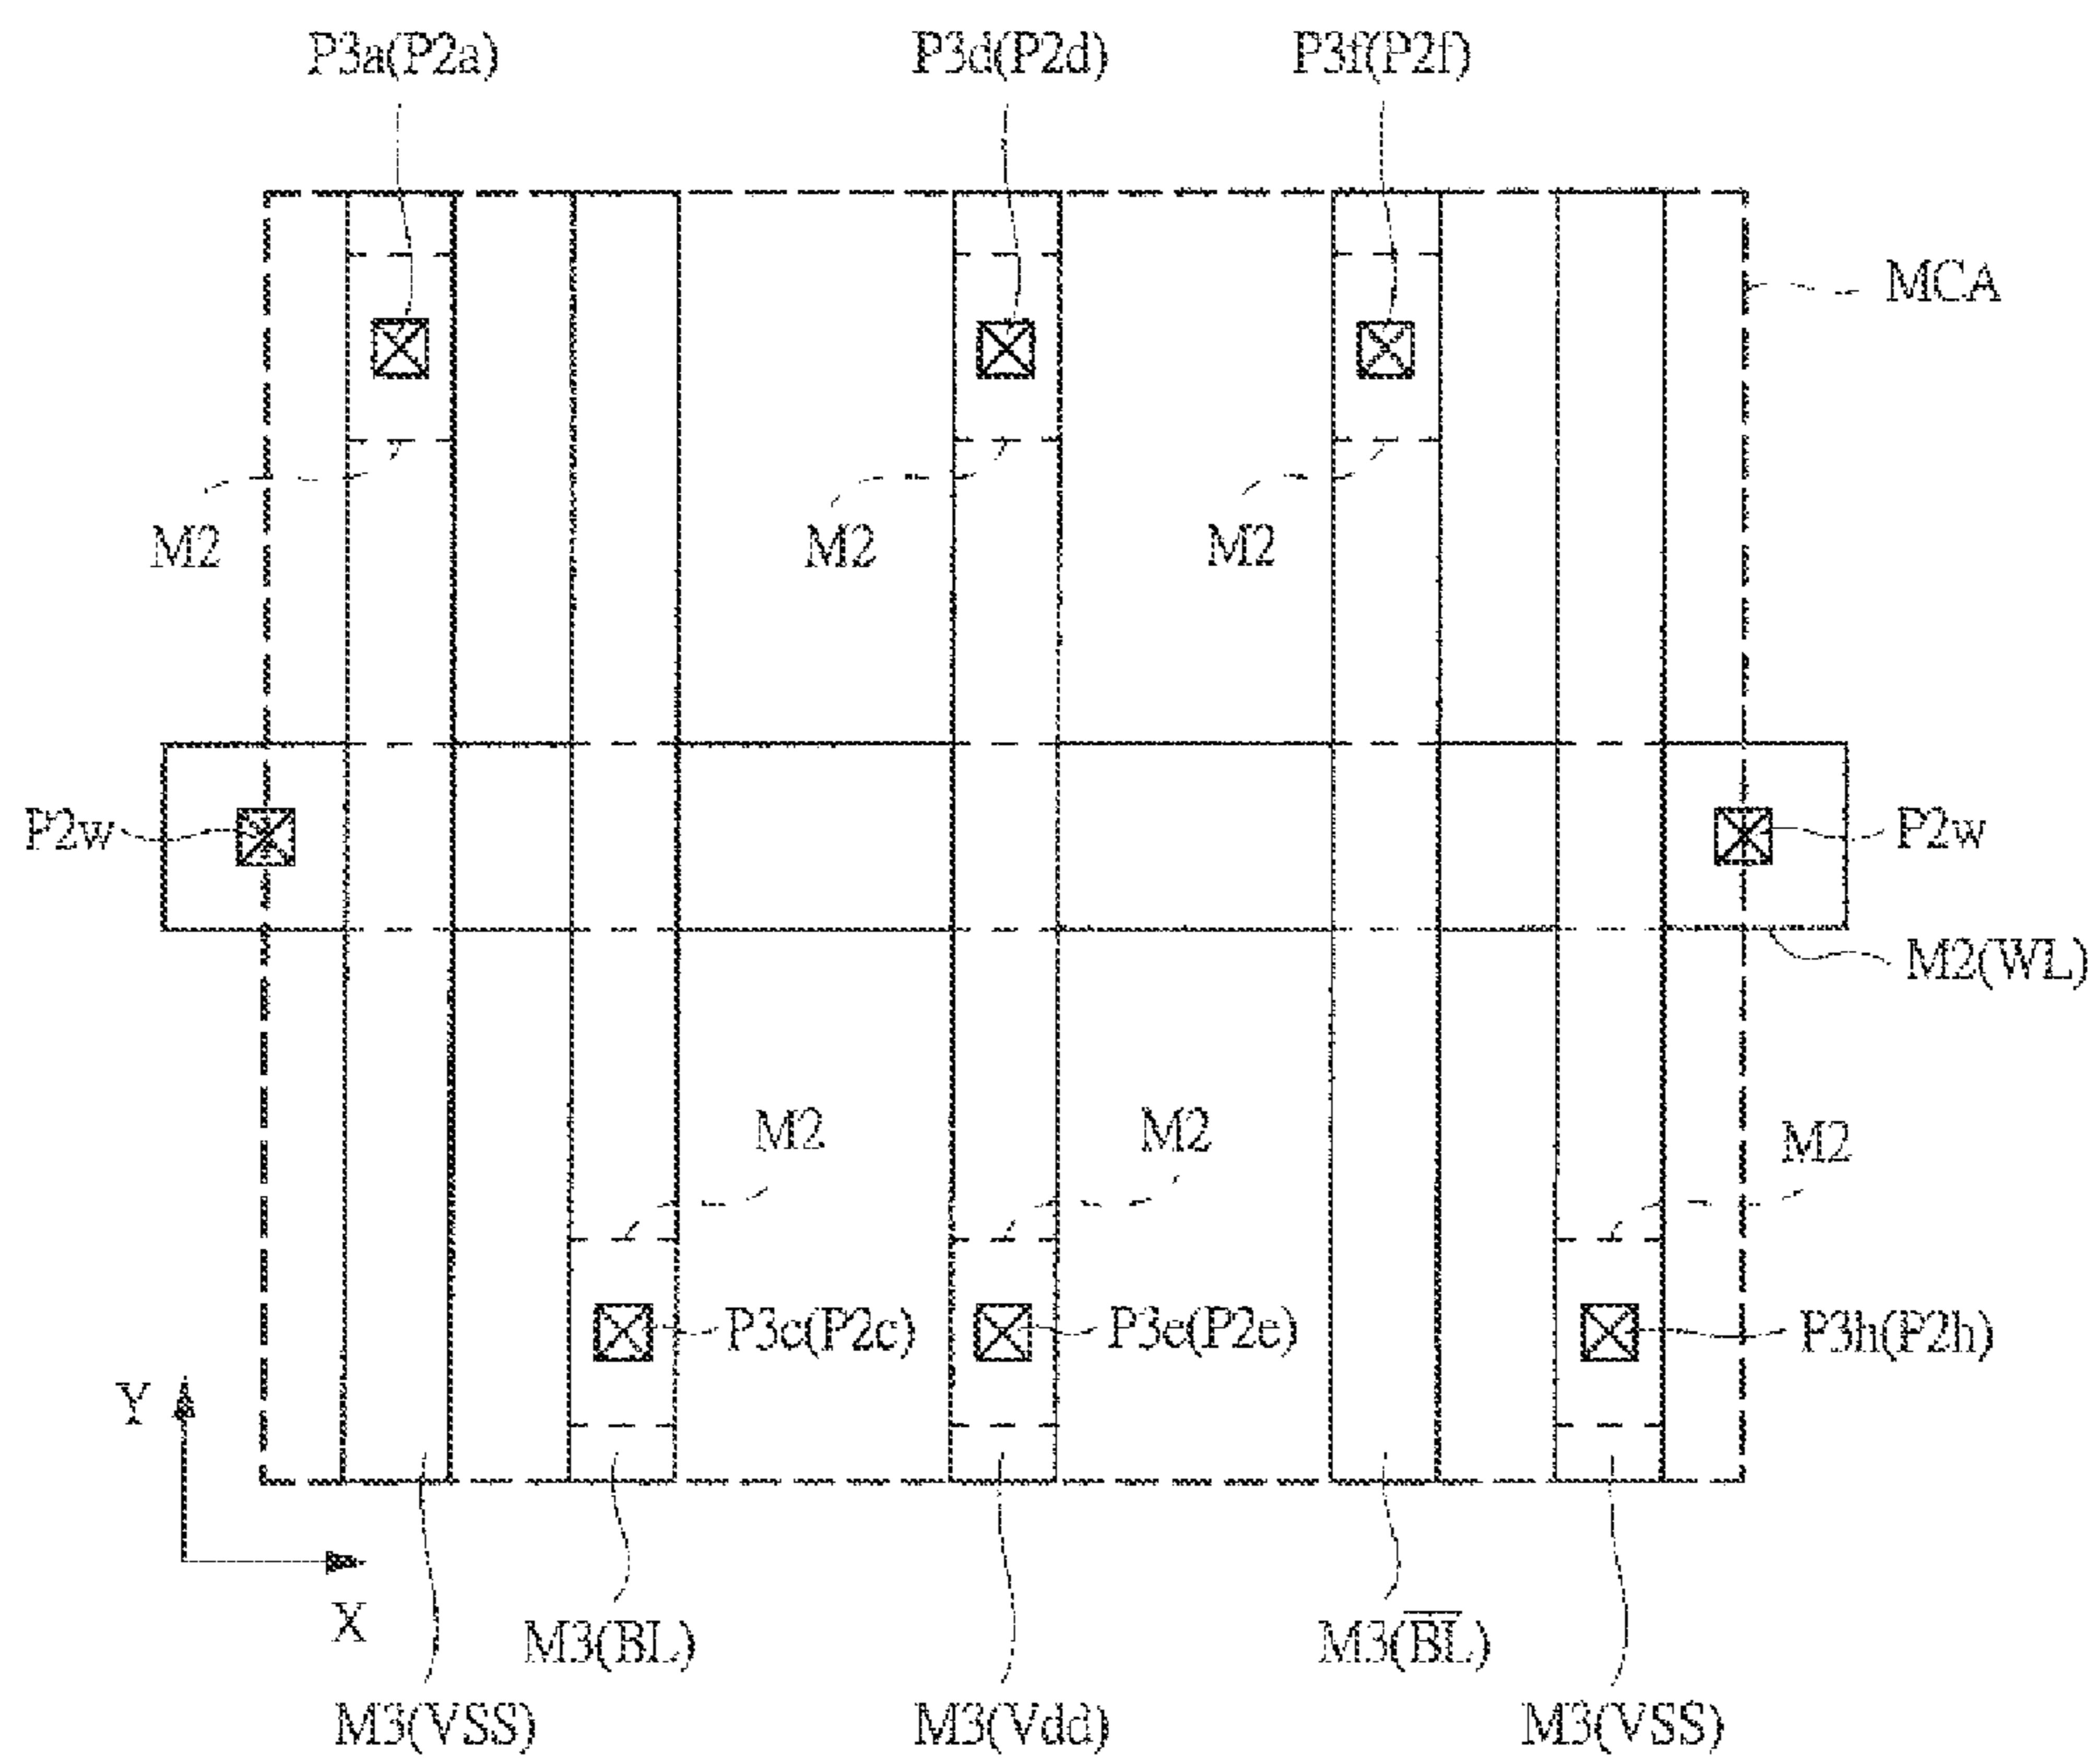 P3a(P2a) P3d(P2d) P3f(P2f)
MCA
M2 M2 M2
P2w P2w
M2(WL)
M2 M2 M2
P3c(P2c) P3e(P2e) P3h(P2h)
Y
X
M3(BL) M3(B̅L̅)
M3(VSS) M3(Vdd) M3(VSS)